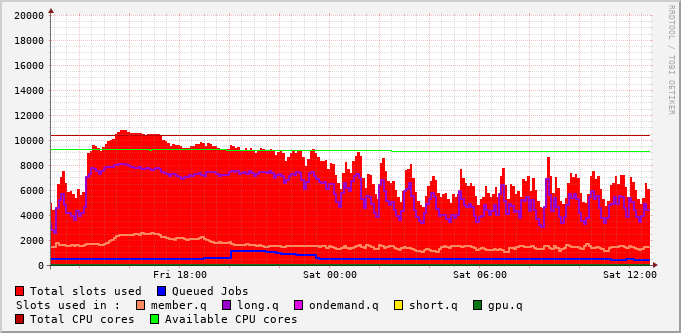 20000
18000
16000
14000
12000
10000
8000
6000
4000
2000
0
Fri 18:00 Sat 00:00 Sat 06:00 Sat 12:00
RRDTOOL / TOBI OETIKER
Total slots used Queued Jobs
Slots used in : member.q long.q ondemand.q short.q gpu.q
Total CPU cores Available CPU cores